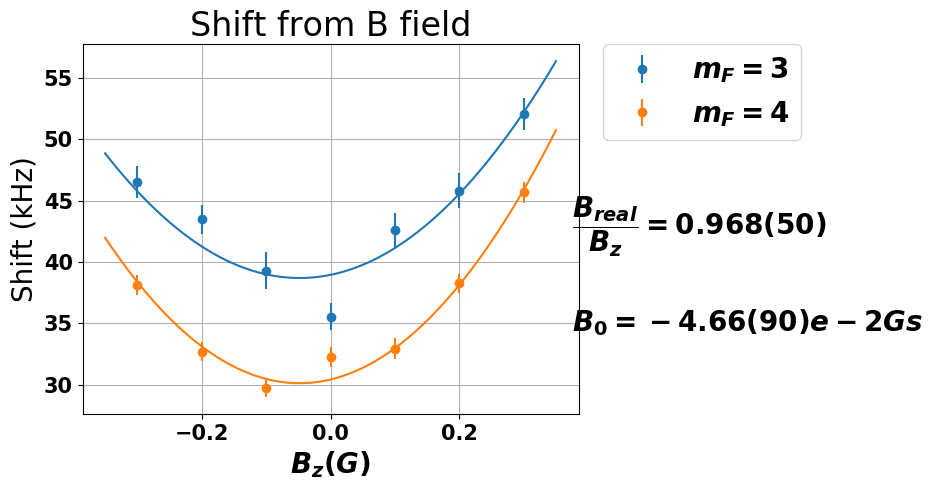 Shift from B field
Shift (kHz)
55
50
45
40
35
30
−0.2 0.0 0.2
B_z(G)
m_F = 3
m_F = 4
B_real/B_z = 0.968(50)
B_0 = −4.66(90)e − 2Gs